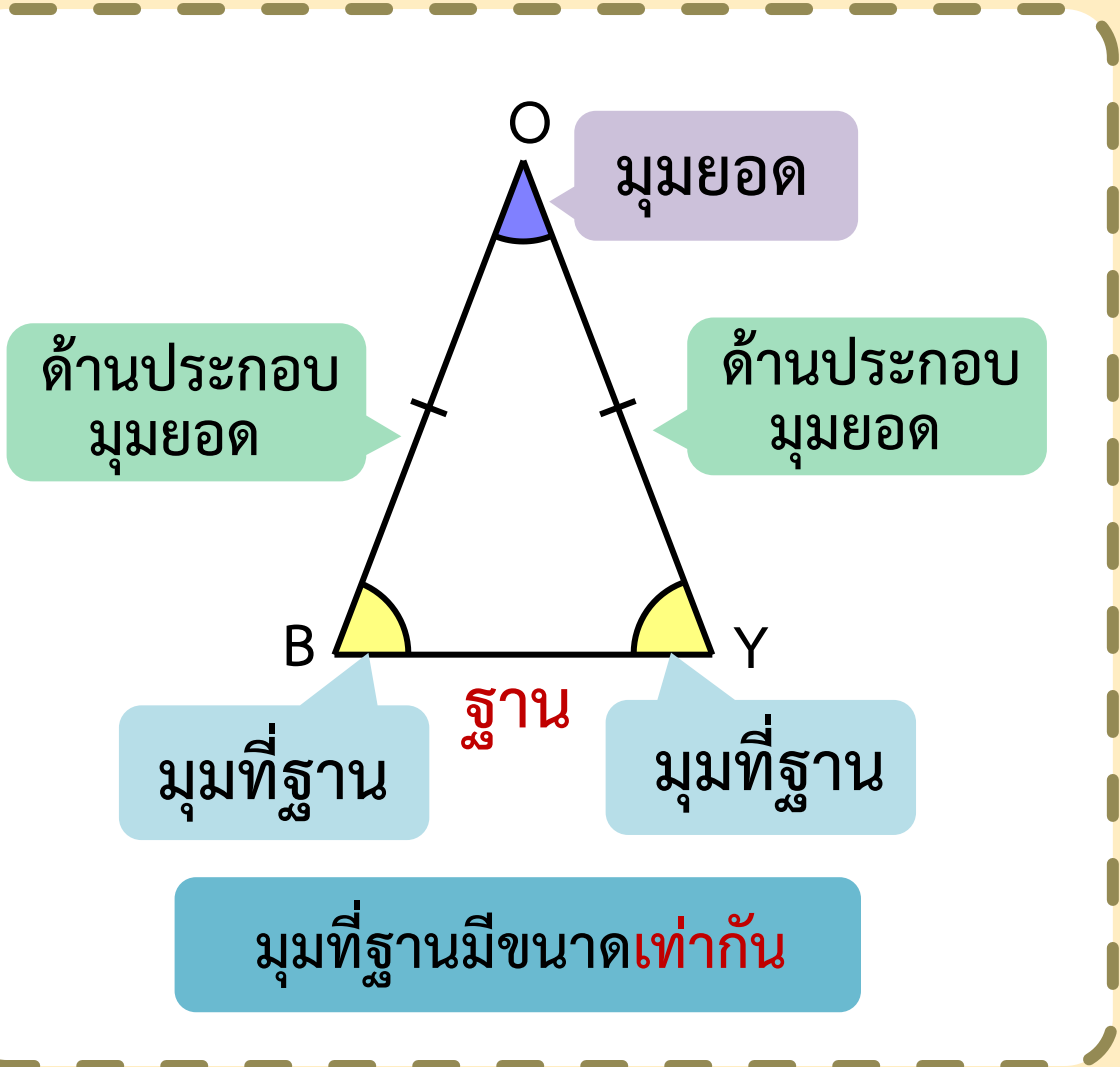 O
มุมยอด
ด้านประกอบ
มุมยอด
ด้านประกอบ
มุมยอด
B
Y
ฐาน
มุมที่ฐาน
มุมที่ฐาน
มุมที่ฐานมีขนาดเท่ากัน